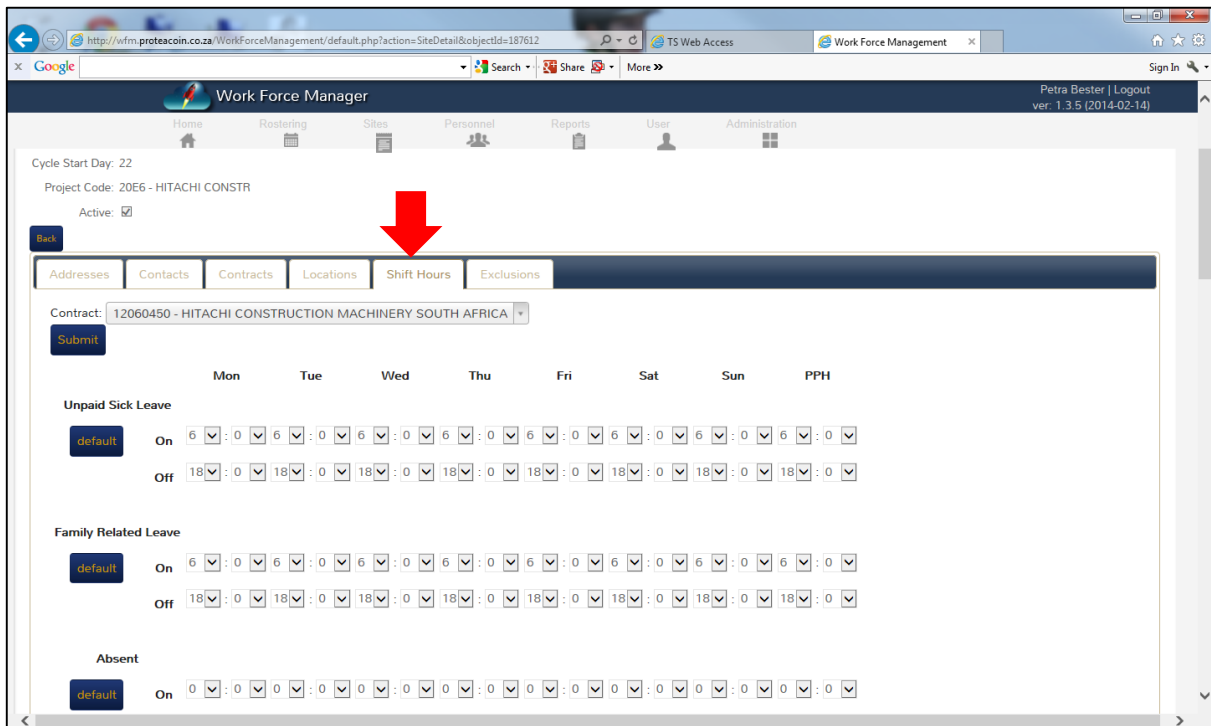 http://wfm.proteacoin.co.za/WorkForceManagement/default.php?action=SiteDetail&objectId=187612 TS Web Access Work Force Management
x Google Search Share More >> Sign In
Work Force Manager Petra Bester | Logout
ver: 1.3.5 (2014-02-14)
Home Rostering Sites Personnel Reports User Administration
Cycle Start Day: 22
Project Code: 20E6 - HITACHI CONSTR
Active:
Back
Addresses Contacts Contracts Locations Shift Hours Exclusions
Contract: 12060450 - HITACHI CONSTRUCTION MACHINERY SOUTH AFRICA
Submit
Mon Tue Wed Thu Fri Sat Sun PPH
Unpaid Sick Leave
default On 6 : 0 6 : 0 6 : 0 6 : 0 6 : 0 6 : 0 6 : 0 6 : 0
Off 18 : 0 18 : 0 18 : 0 18 : 0 18 : 0 18 : 0 18 : 0 18 : 0
Family Related Leave
default On 6 : 0 6 : 0 6 : 0 6 : 0 6 : 0 6 : 0 6 : 0 6 : 0
Off 18 : 0 18 : 0 18 : 0 18 : 0 18 : 0 18 : 0 18 : 0 18 : 0
Absent
default On 0 : 0 0 : 0 0 : 0 0 : 0 0 : 0 0 : 0 0 : 0 0 : 0